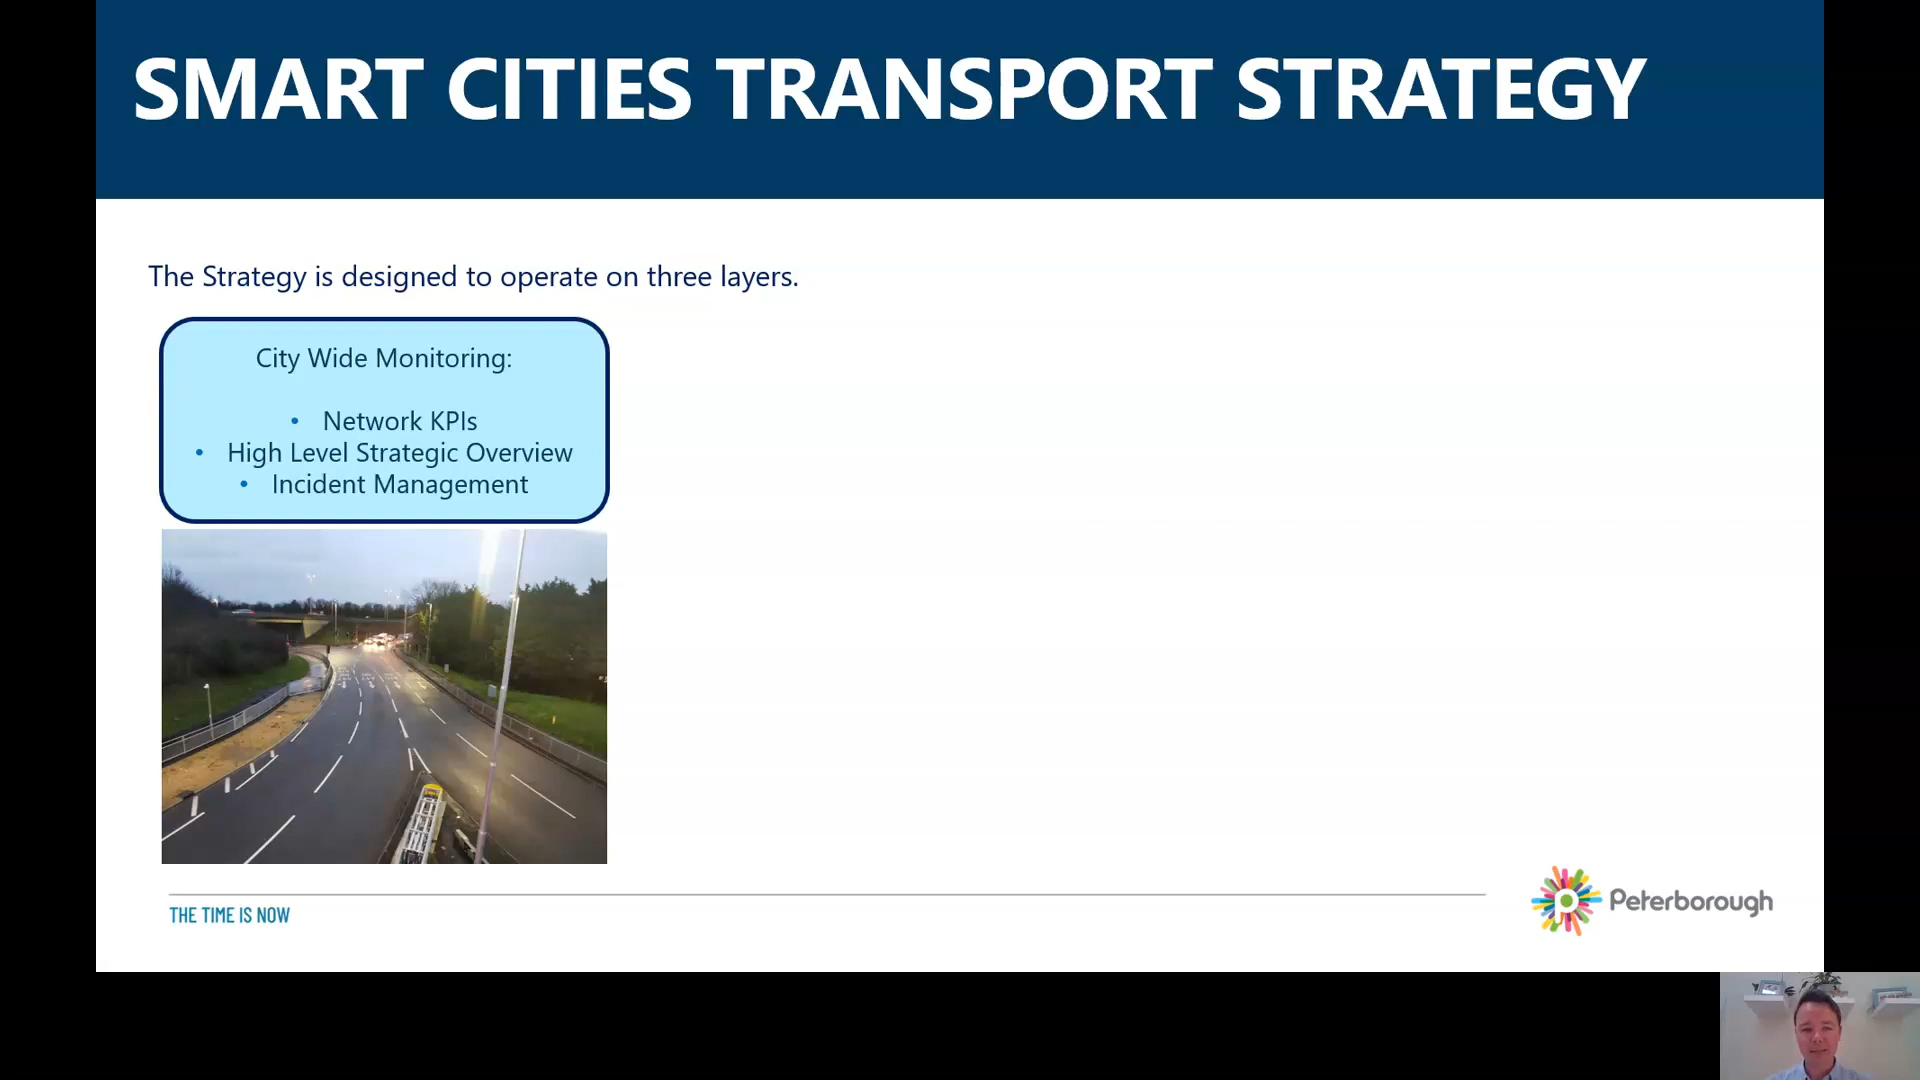 SMART CITIES TRANSPORT STRATEGY
The Strategy is designed to operate on three layers.
City Wide Monitoring:
• Network KPIs
• High Level Strategic Overview
• Incident Management
THE TIME IS NOW
Peterborough